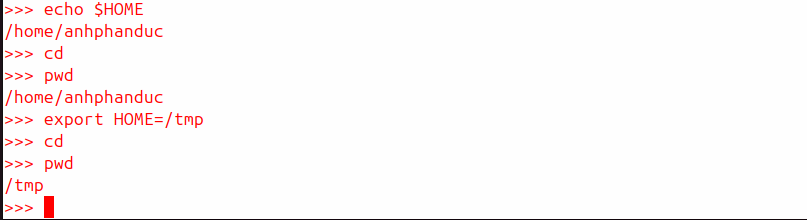 >>> echo $HOME
/home/anhphanduc
>>> cd
>>> pwd
/home/anhphanduc
>>> export HOME=/tmp
>>> cd
>>> pwd
/tmp
>>>